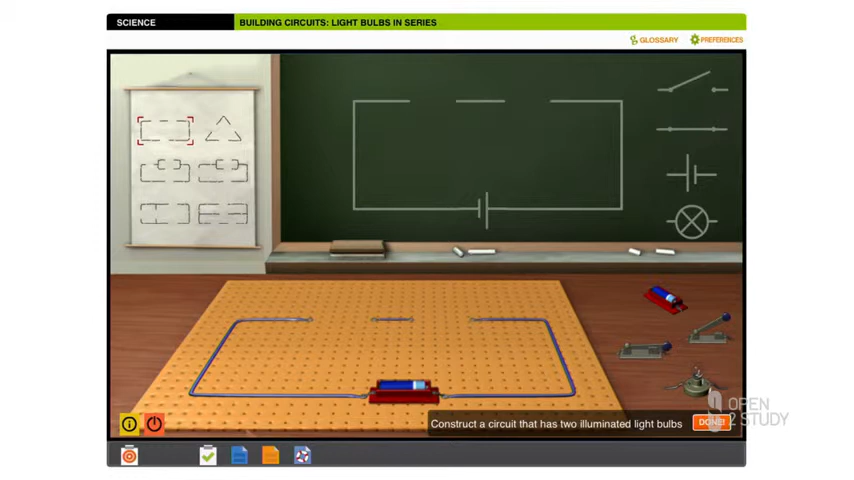 SCIENCE
BUILDING CIRCUITS: LIGHT BULBS IN SERIES
GLOSSARY
PREFERENCES
Construct a circuit that has two illuminated light bulbs
DONE!
OPEN
2 STUDY